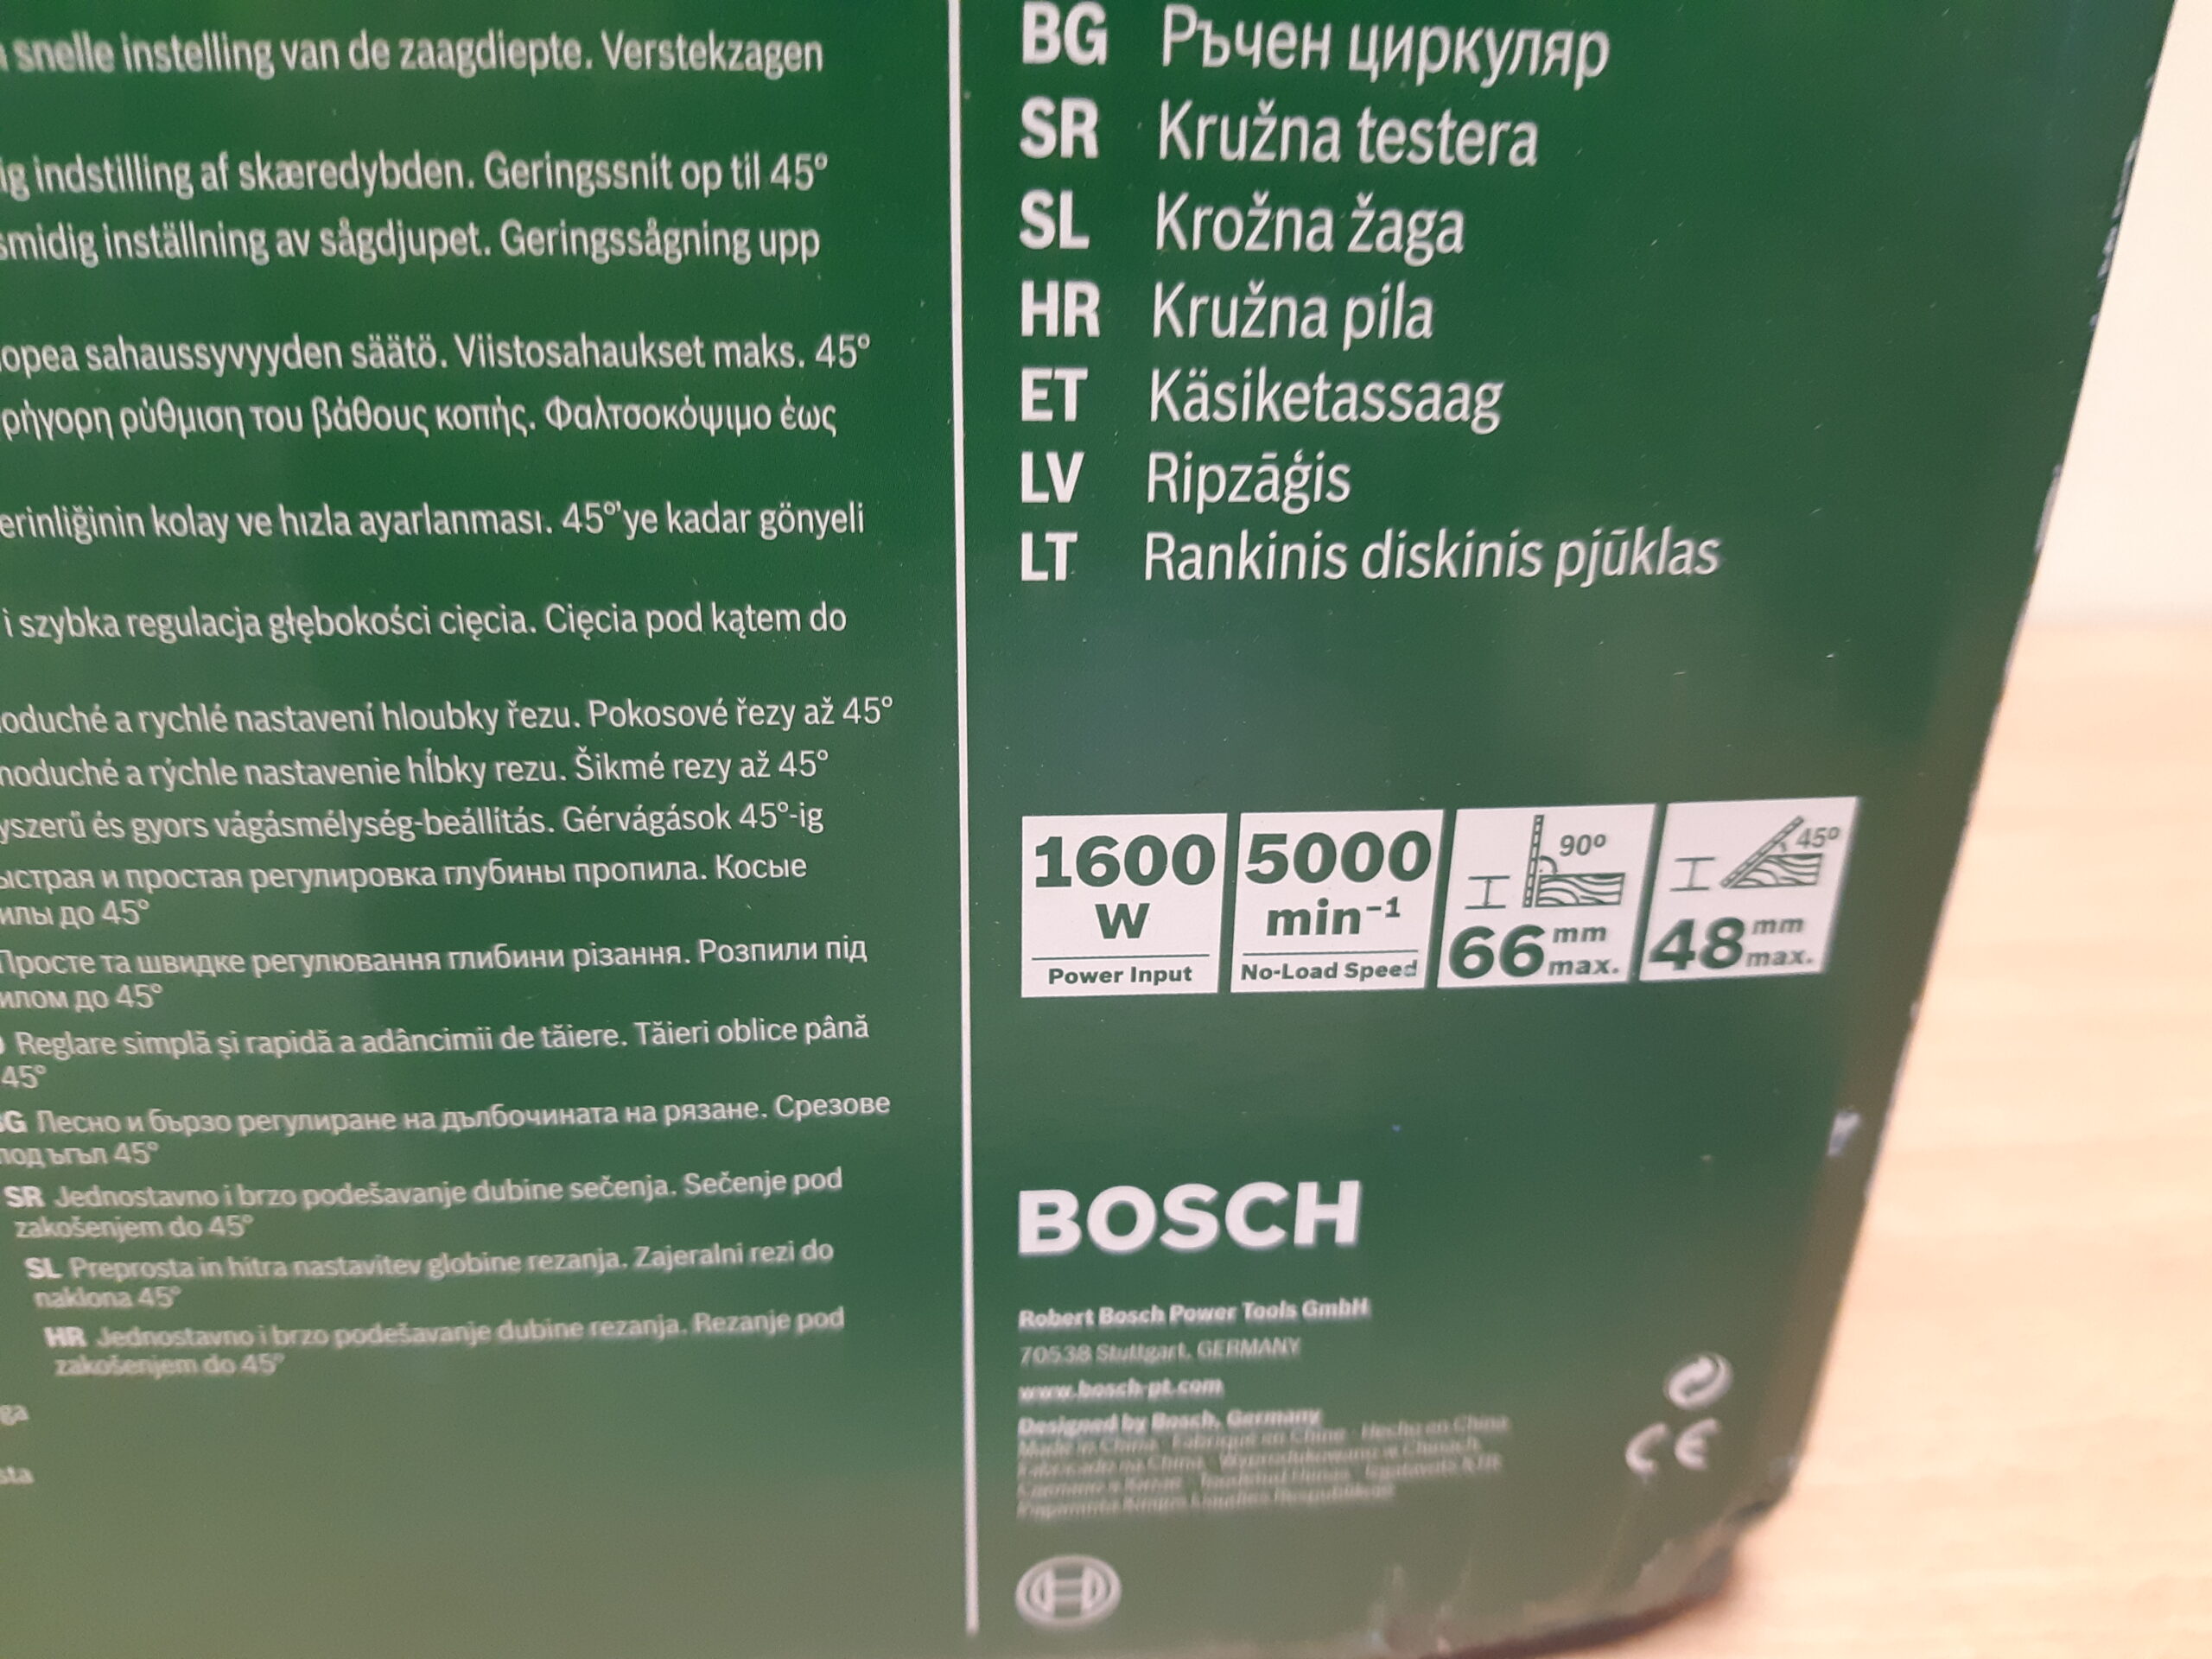 snelle instelling van de zaagdiepte. Verstekzagen
ig indstilling af skæredybden. Geringssnit op til 45°
smidig inställning av sågdjupet. Geringssågning upp
opea sahaussyvyyden säätö. Viistosahaukset maks. 45°
ρήγορη ρύθμιση του βάθους κοπής. Φαλτσοκόψιμο έως
erinliğinin kolay ve hızla ayarlanması. 45°'ye kadar gönyeli
i szybka regulacja głębokości cięcia. Cięcia pod kątem do
oduché a rychlé nastavení hloubky řezu. Pokosové řezy až 45°
noduché a rýchle nastavenie hĺbky rezu. Šikmé rezy až 45°
yszerű és gyors vágásmélység-beállítás. Gérvágások 45°-ig
ыстрая и простая регулировка глубины пропила. Косые
илы до 45°
Просте та швидке регулювання глибини різання. Розпили під
илом до 45°
Reglare simplă şi rapidă a adâncimii de tăiere. Tăieri oblice până
45°
BG Лесно и бързо регулиране на дълбочината на рязане. Срезове
под ъгъл 45°
SR Jednostavno i brzo podešavanje dubine sečenja. Sečenje pod
zakošenjem do 45°
SL Preprosta in hitra nastavitev globine rezanja. Zajeralni rezi do
naklona 45°
HR Jednostavno i brzo podešavanje dubine rezanja. Rezanje pod
zakošenjem do 45°
ga
sta
BG Ръчен циркуляр
SR Kružna testera
SL Krožna žaga
HR Kružna pila
ET Käsiketassaag
LV Ripzāģis
LT Rankinis diskinis pjūklas
1600
W
Power Input
5000
min⁻¹
No-Load Speed
90°
66 mm
max.
45°
48 mm
max.
BOSCH
Robert Bosch Power Tools GmbH
70538 Stuttgart, GERMANY
www.bosch-pt.com
Designed by Bosch, Germany
Made in China · Fabriqué en Chine · Hecho en China
CE